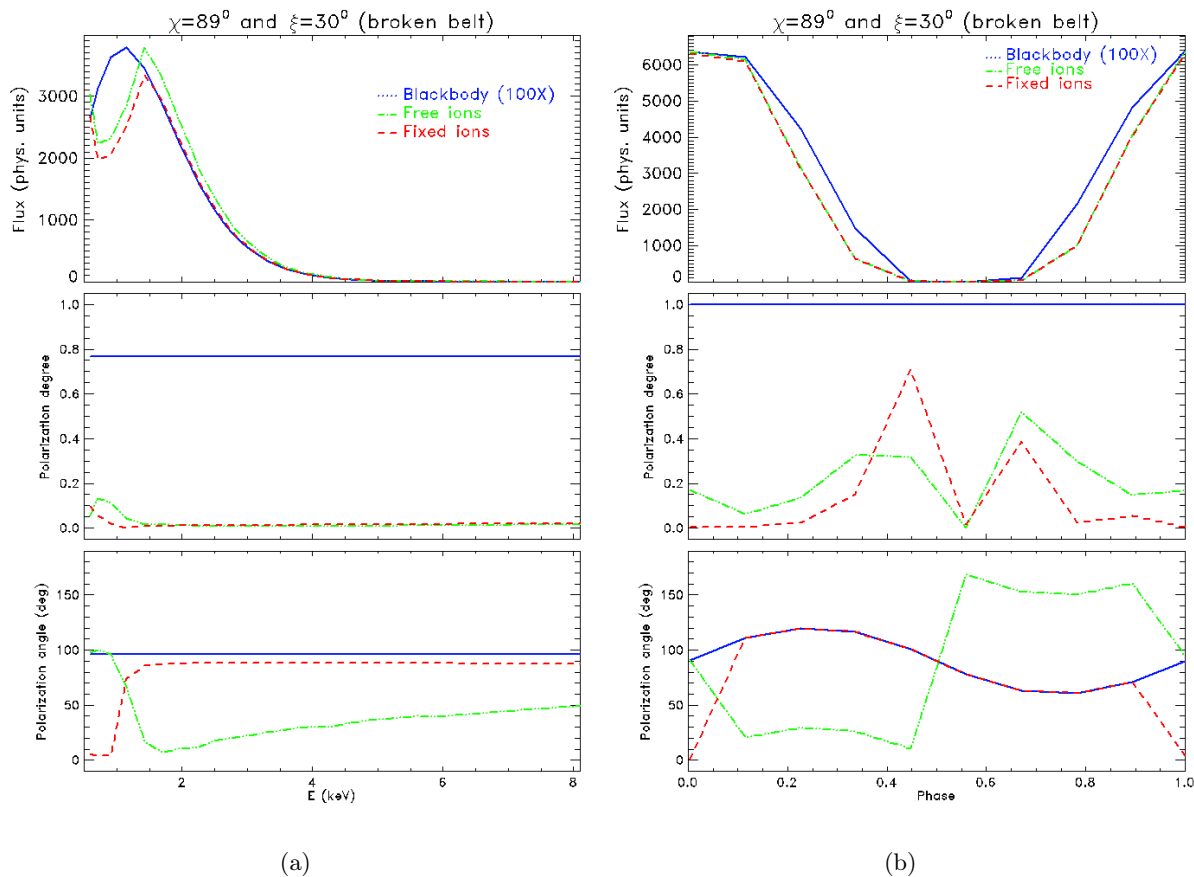 χ=89⁰ and ξ=30⁰ (broken belt)
Flux (phys. units)
3000
2000
1000
0
Blackbody (100X)
Free ions
Fixed ions
Polarization degree
1.0
0.8
0.6
0.4
0.2
0.0
Polarization angle (deg)
150
100
50
0
2
4
6
8
E (keV)
(a)
χ=89⁰ and ξ=30⁰ (broken belt)
Flux (phys. units)
6000
5000
4000
3000
2000
1000
0
Blackbody (100X)
Free ions
Fixed ions
Polarization degree
1.0
0.8
0.6
0.4
0.2
0.0
Polarization angle (deg)
150
100
50
0
0.0
0.2
0.4
0.6
0.8
1.0
Phase
(b)